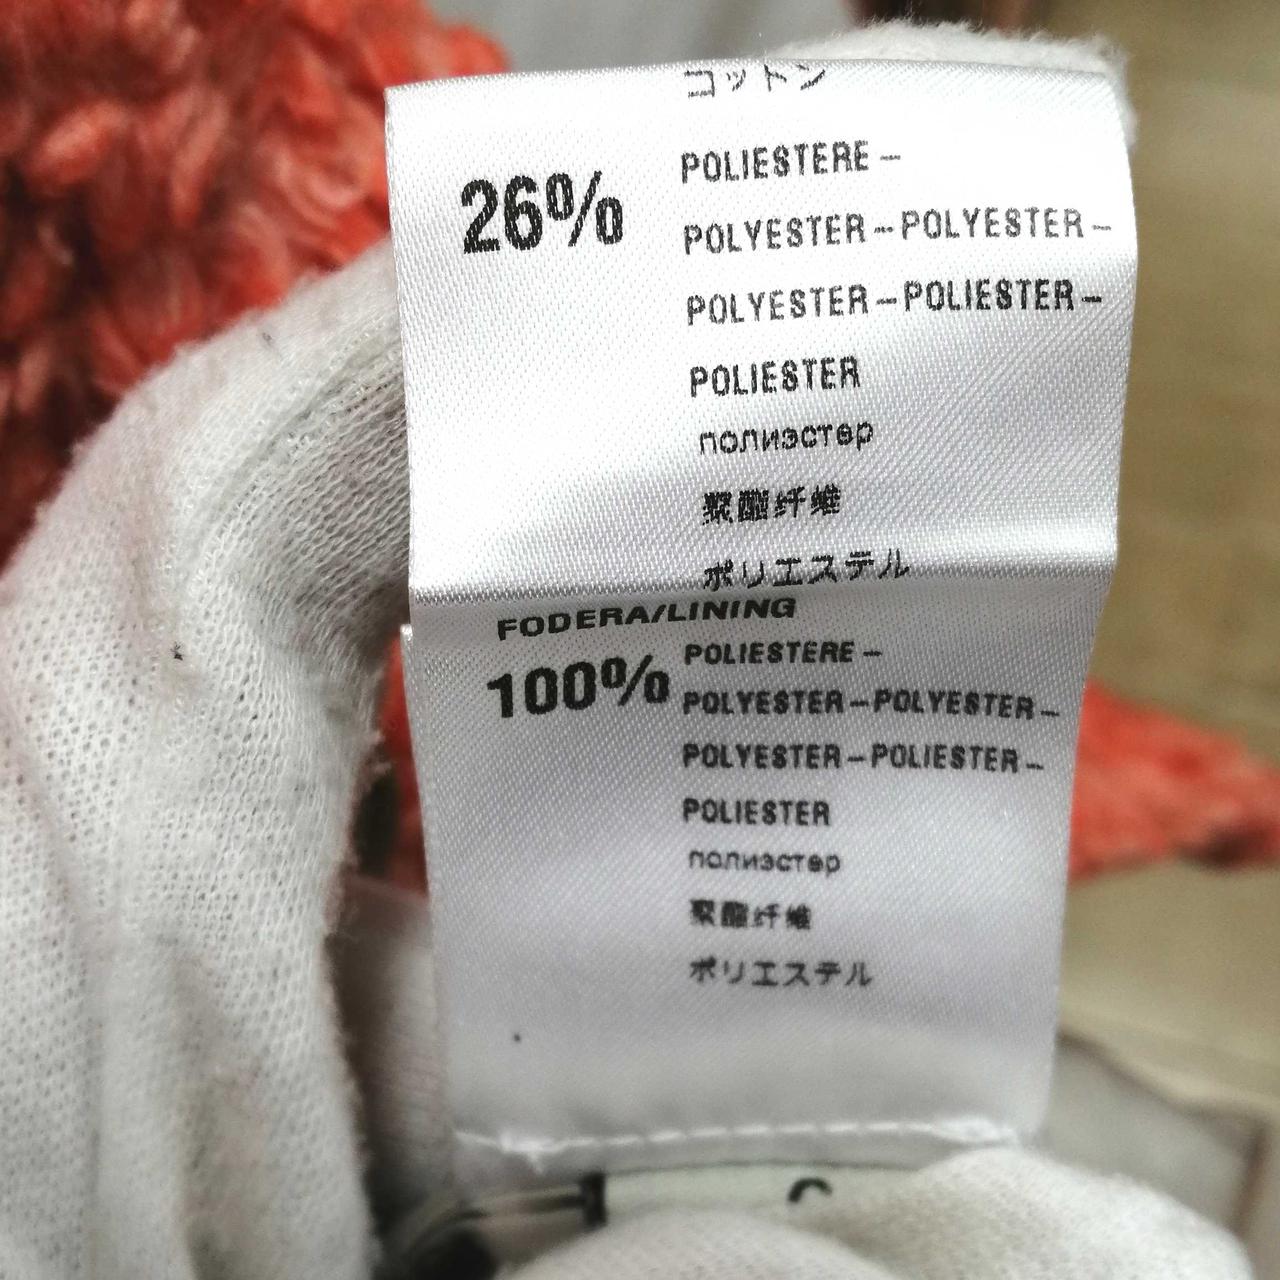 コットン
26% POLIESTERE-
POLYESTER-POLYESTER-
POLYESTER-POLIESTER-
POLIESTER
полиэстер
聚酯纤维
ポリエステル
FODERA/LINING
100% POLIESTERE-
POLYESTER-POLYESTER-
POLYESTER-POLIESTER-
POLIESTER
полиэстер
聚酯纤维
ポリエステル